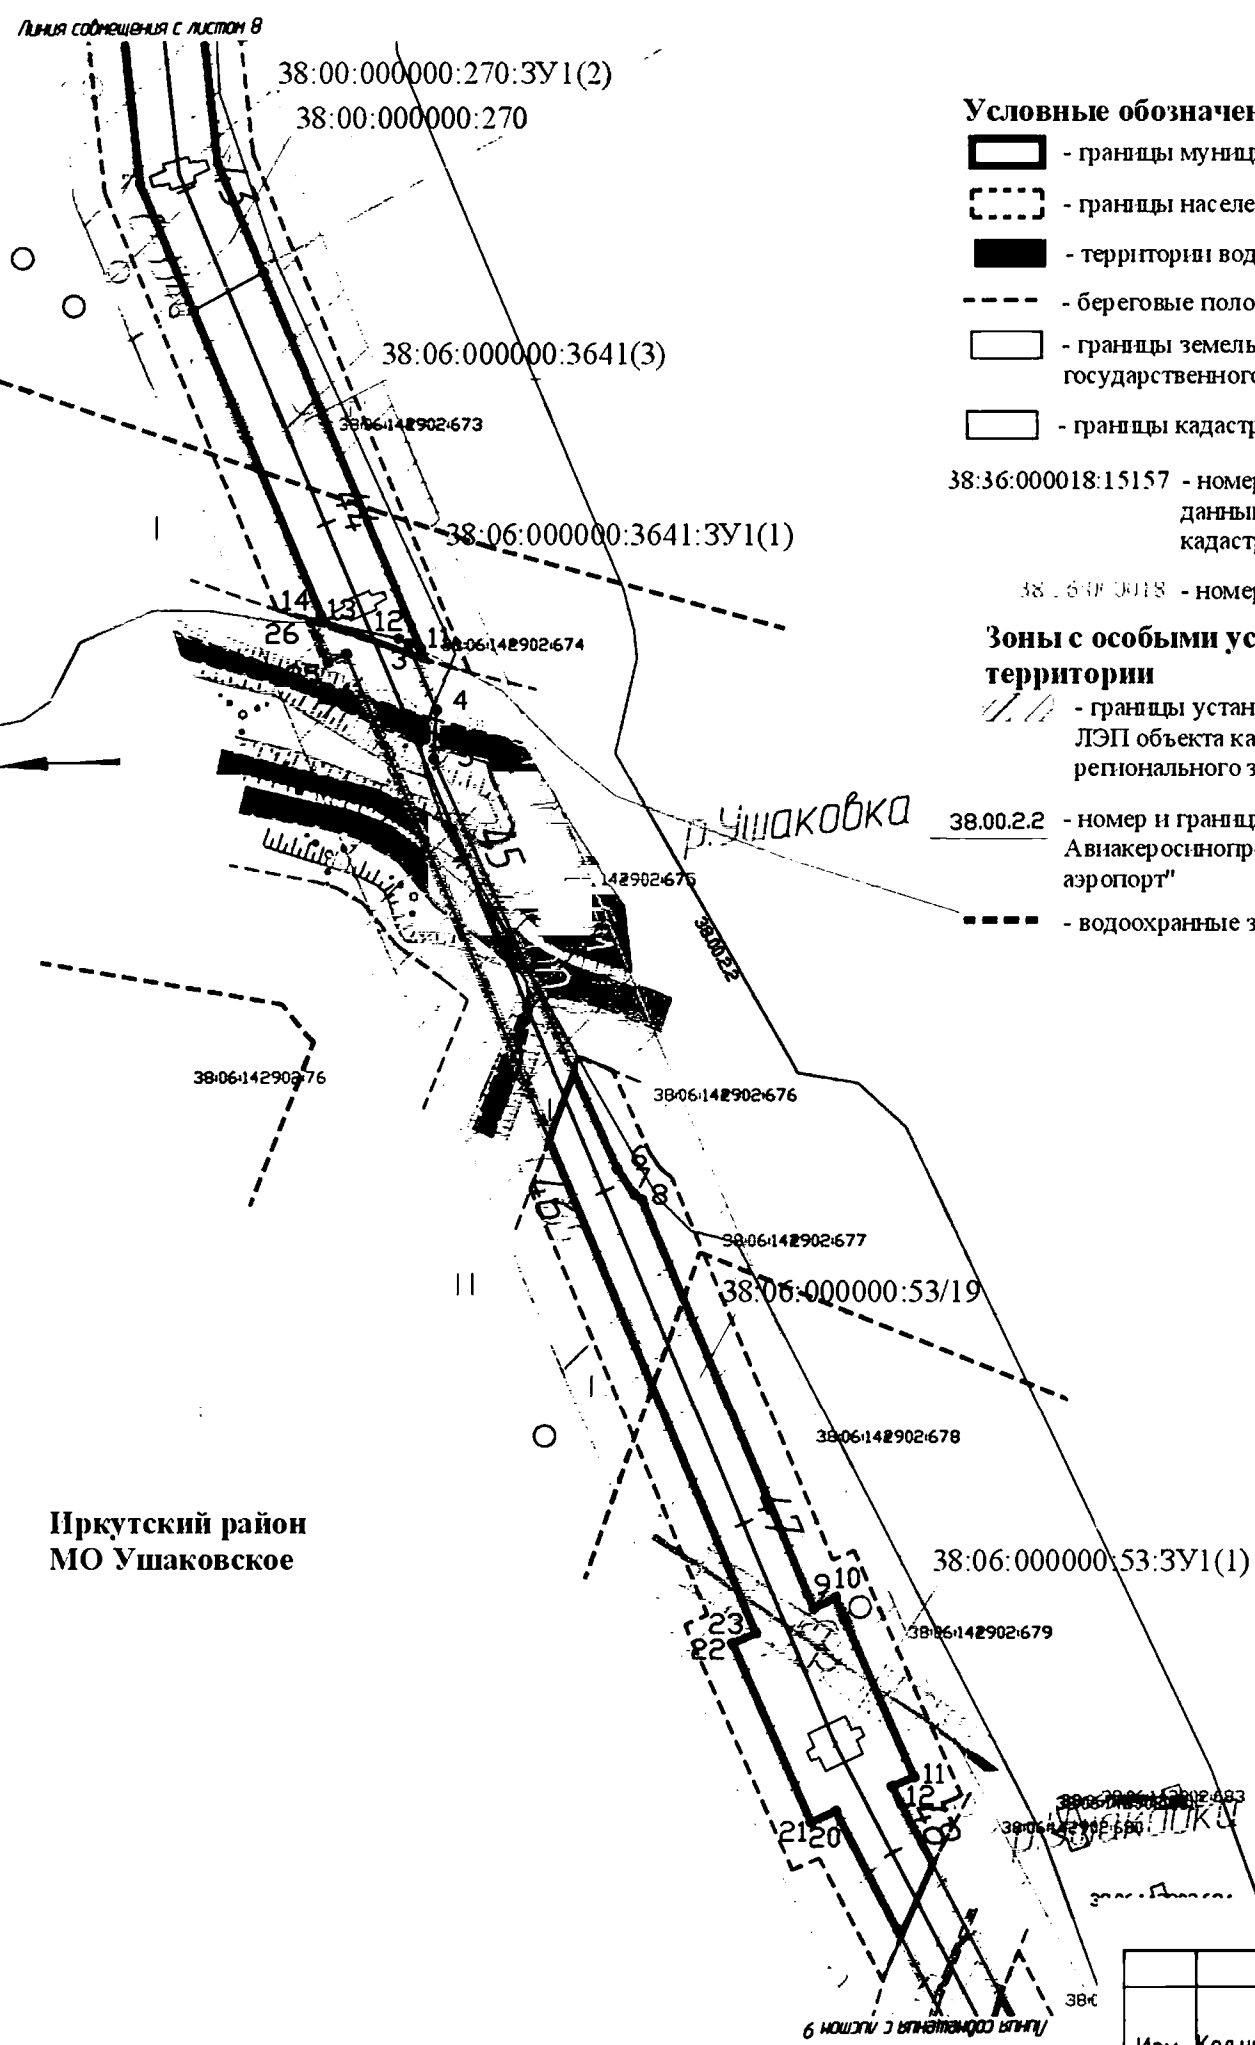 Линия совмещения с листом 8
38:00:000000:270:ЗУ1(2)
38:00:000000:270
38:06:000000:3641(3)
38:06:142902:673
38:06:000000:3641:ЗУ1(1)
14
13
12
11
26
3
38:06:142902:674
4
5
р.Ушаковка
45
142902:675
38.00.2.2
38:06:142902:76
38:06:142902:676
6
7
8
46
38:06:142902:677
38:06:000000:53/19
38:06:142902:678
Иркутский район
МО Ушаковское
47
38:06:000000:53:ЗУ1(1)
9
10
23
22
38:06:142902:679
11
12
21
20
38:06:142902:680
Линия совмещения с листом 9
Условные обозначен
- границы муници
- границы населе
- территории вод
- береговые поло
- границы земель
государственного
- границы кадастр
38:36:000018:15157 - номер
данны
кадаст
- номер
Зоны с особыми ус
территории
- границы устан
ЛЭП объекта ка
регионального з
38.00.2.2 - номер и границ
Авиакеросинопр
аэропорт"
- водоохранные з